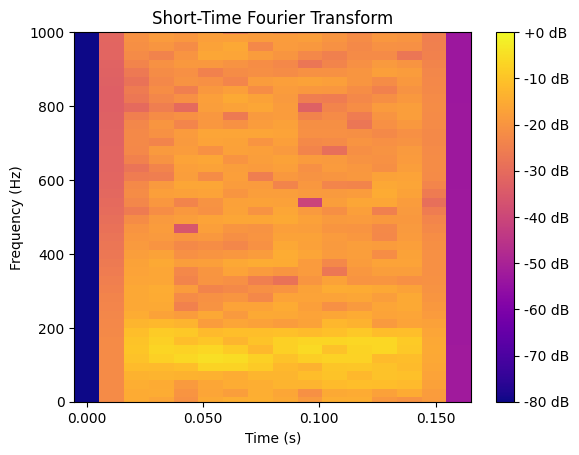 Short-Time Fourier Transform
1000
800
600
400
200
0
Frequency (Hz)
0.000
0.050
0.100
0.150
Time (s)
+0 dB
-10 dB
-20 dB
-30 dB
-40 dB
-50 dB
-60 dB
-70 dB
-80 dB